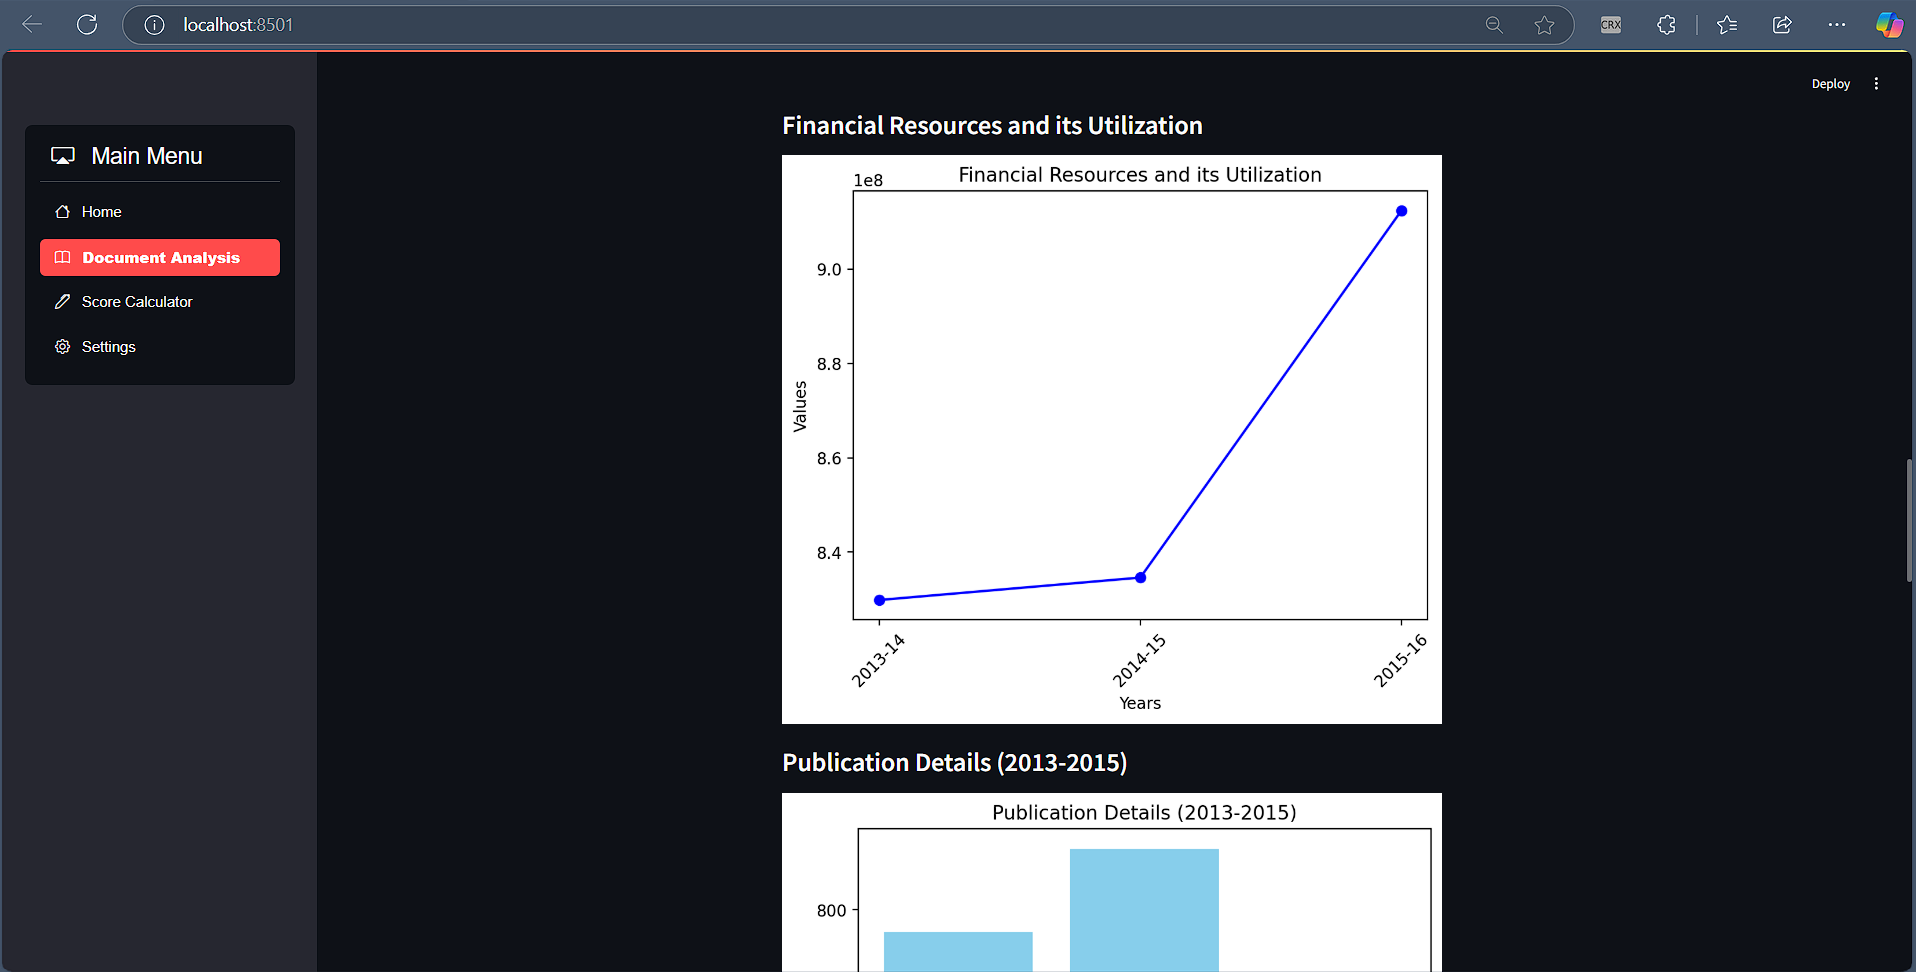 localhost:8501
CRX
Deploy
Main Menu
Home
Document Analysis
Score Calculator
Settings
Financial Resources and its Utilization
Financial Resources and its Utilization
1e8
9.0
8.8
8.6
8.4
Values
2013-14
2014-15
2015-16
Years
Publication Details (2013-2015)
Publication Details (2013-2015)
800